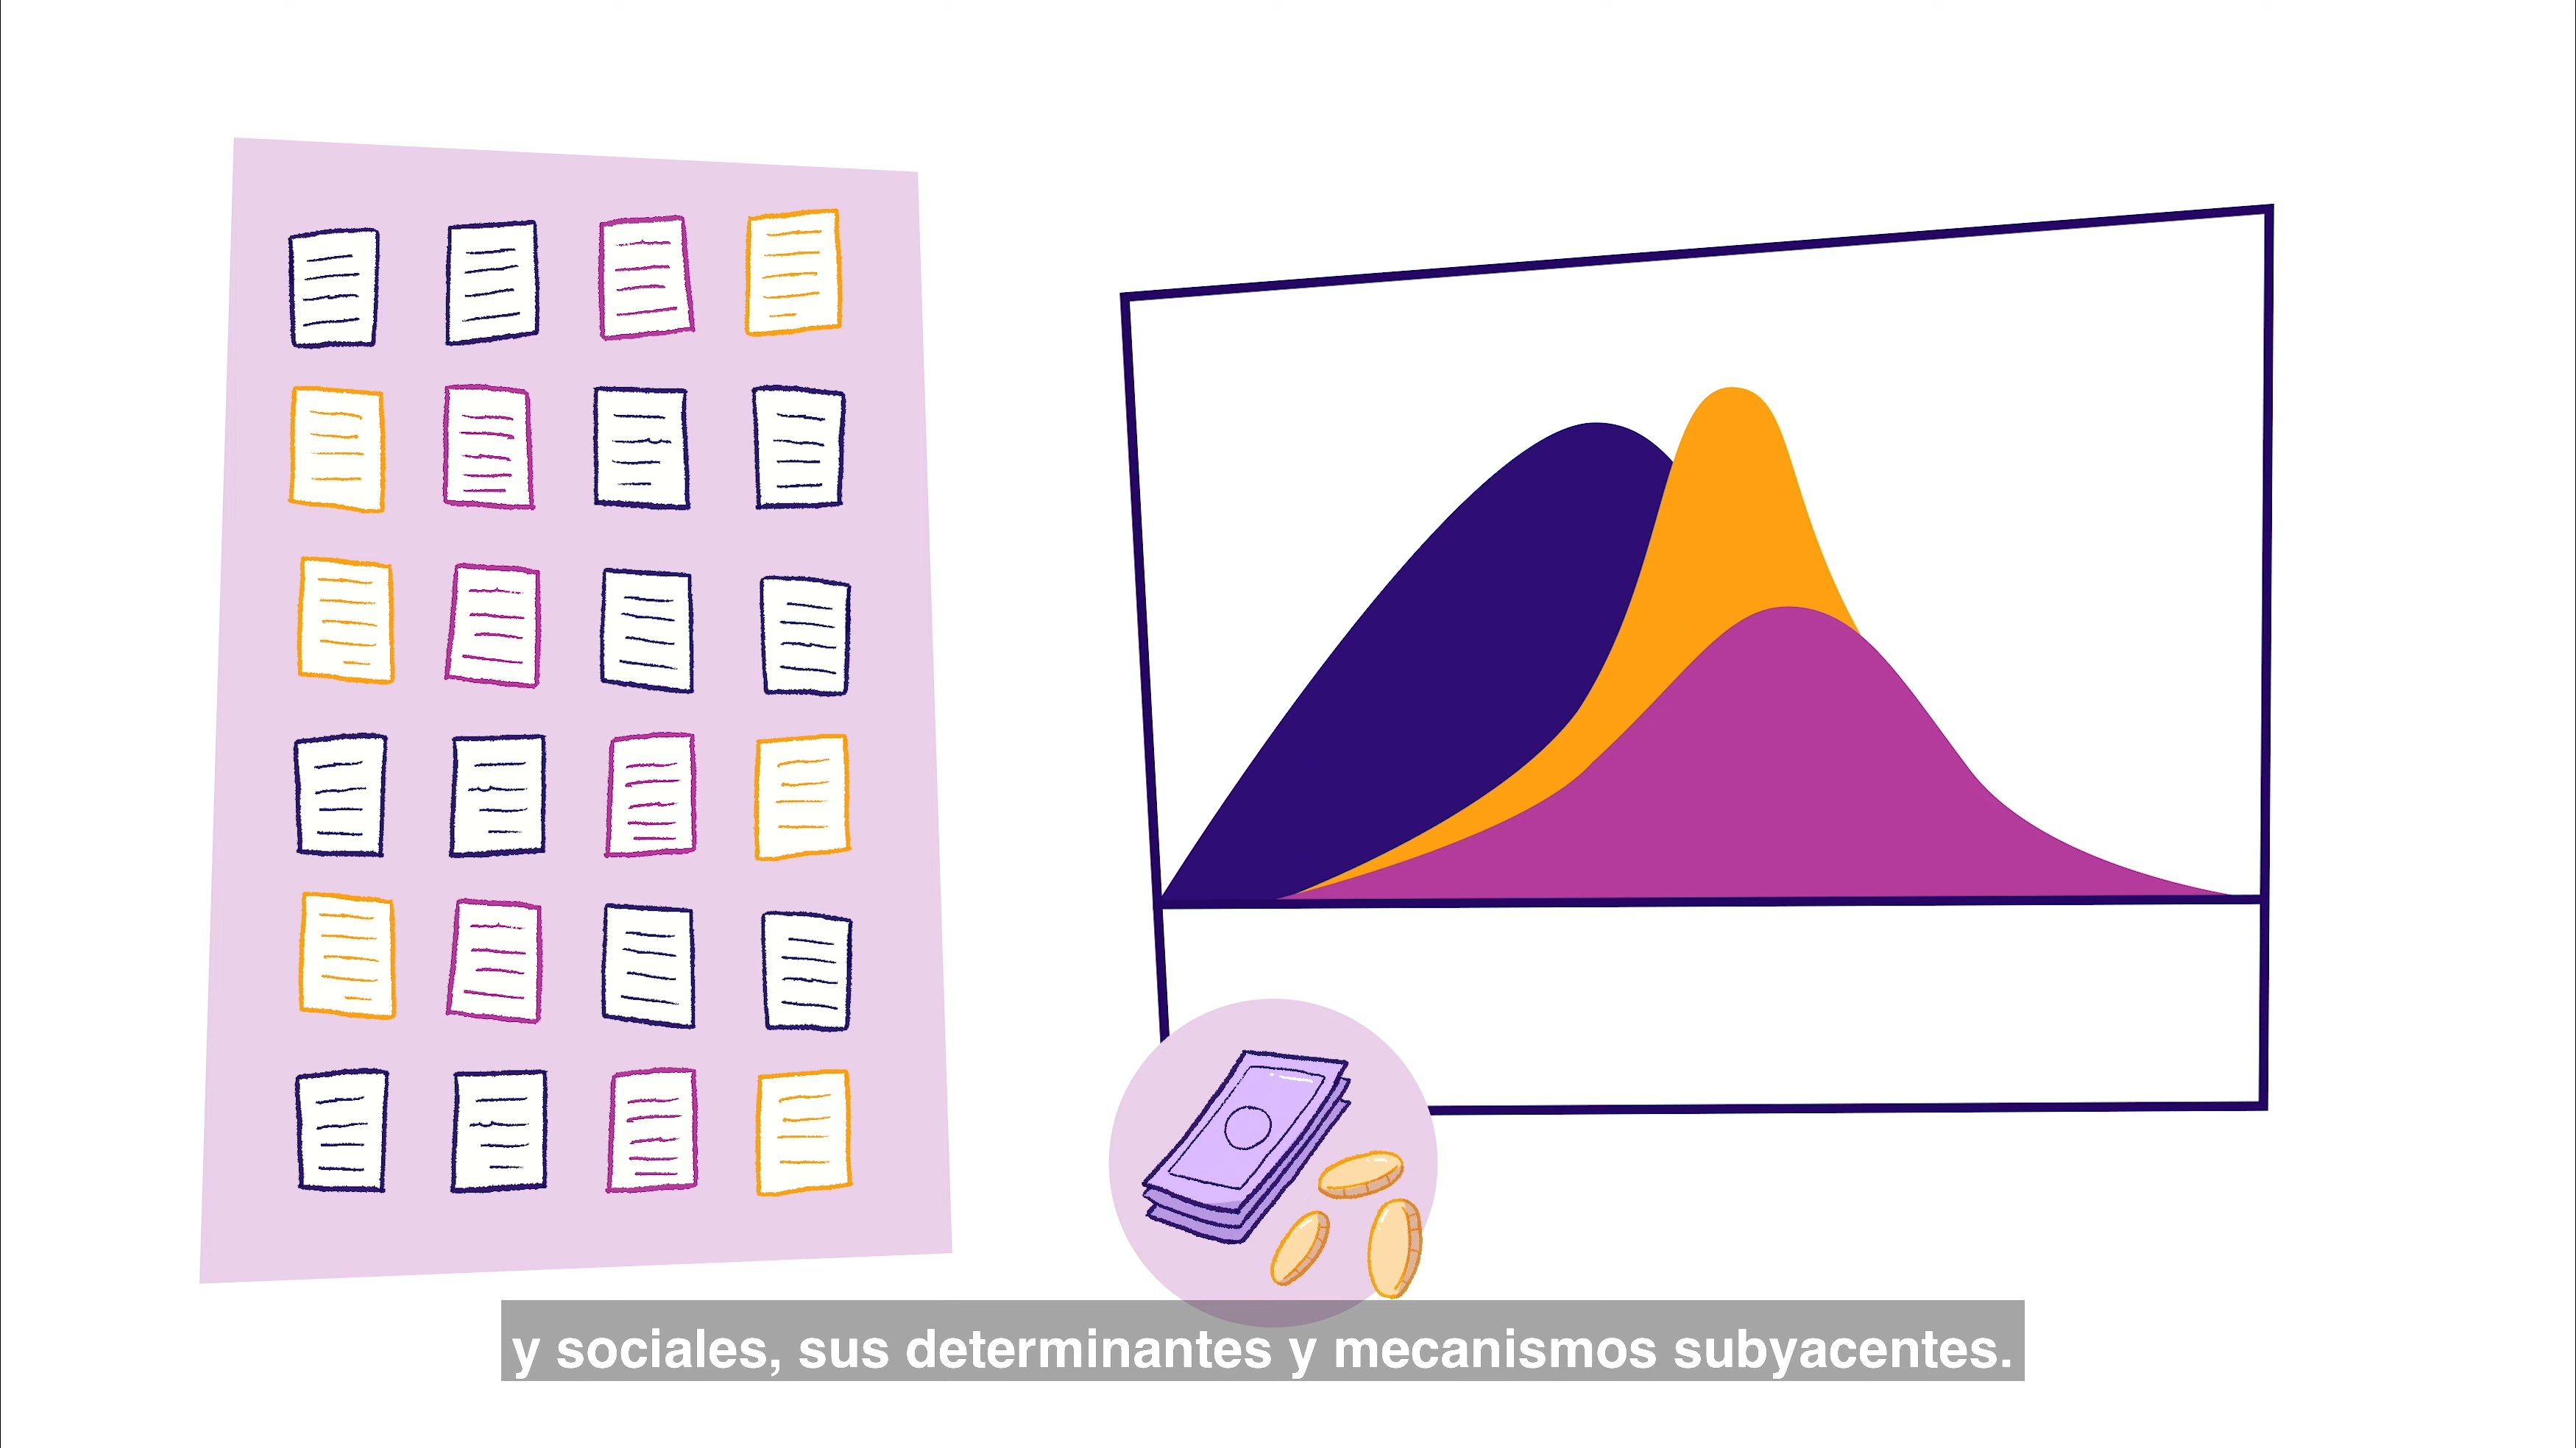 y sociales, sus determinantes y mecanismos subyacentes.